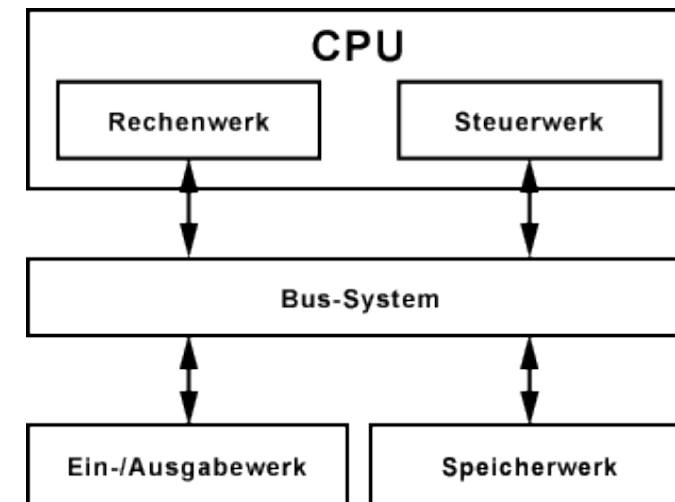 CPU
Rechenwerk
Steuerwerk
Bus-System
Ein-/Ausgabewerk
Speicherwerk